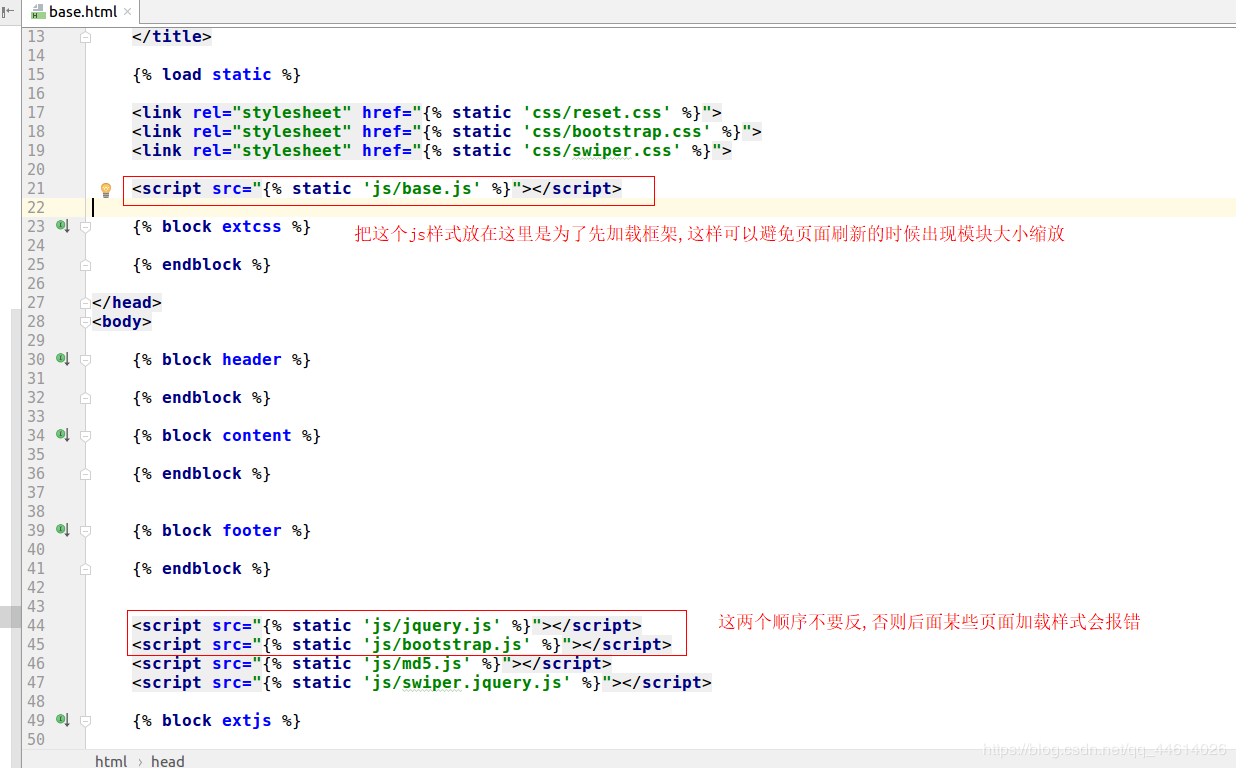 base.html
13 </title>
14
15 {% load static %}
16
17 <link rel="stylesheet" href="{% static 'css/reset.css' %}">
18 <link rel="stylesheet" href="{% static 'css/bootstrap.css' %}">
19 <link rel="stylesheet" href="{% static 'css/swiper.css' %}">
20
21 <script src="{% static 'js/base.js' %}"></script>
22
23 {% block extcss %} 把这个js样式放在这里是为了先加载框架,这样可以避免页面刷新的时候出现模块大小缩放
24
25 {% endblock %}
26
27 </head>
28 <body>
29
30 {% block header %}
31
32 {% endblock %}
33
34 {% block content %}
35
36 {% endblock %}
37
38
39 {% block footer %}
40
41 {% endblock %}
42
43
44 <script src="{% static 'js/jquery.js' %}"></script> 这两个顺序不要反,否则后面某些页面加载样式会报错
45 <script src="{% static 'js/bootstrap.js' %}"></script>
46 <script src="{% static 'js/md5.js' %}"></script>
47 <script src="{% static 'js/swiper.jquery.js' %}"></script>
48
49 {% block extjs %}
50
html › head
https://blog.csdn.net/qq_44614026